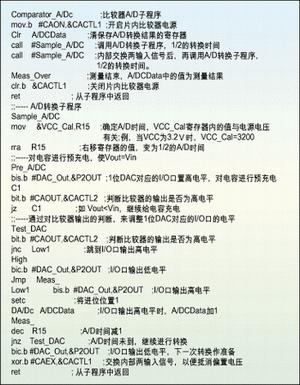 Comparator_A/Dc ;比较器A/D子程序
mov.b #CAON,&CACTL1 ;开启片内比较器电源
Clr A/DCData ;清保存A/D转换结果的寄存器
call #Sample_A/DC ;调用A/D转换子程序，1/2的转换时间
call #Sample_A/DC ;内部交换两输入信号后，再调用A/D转换子程序，
1/2的转换时间。
Meas_Over ;测量结束，A/DCData中的值为测量结果
clr.b &CACTL1 ;关闭片内比较器电源
ret ; 从子程序中返回
::----- A/D转换子程序
Sample_A/DC
mov &VCC_Cal,R15 ;确定A/D时间，VCC_Cal寄存器内的值与电源电压
有关;例，当VCC为3.2V时，VCC_Cal=3200
rra R15 ;右移寄存器的值，变为1/2的A/D时间
::-----对电容进行预充电，使Vout=Vin
Pre_A/DC
bis.b #DAC_Out,&P2OUT ;1位DAC对应的I/O口置高电平，对电容进行预充电
C1
bit.b #CAOUT,&CACTL2 ;判断比较器的输出是否为高电平
jz C1 ;如 Vout<Vin，继续给电容充电
::-----通过对比较器输出的判断，来调整1位DAC对应的I/O口的电平
Test_DAC
bit.b #CAOUT,&CACTL2 ;判断比较器的输出是否为高电平
jnc Low1 ;跳到I/O口输出高电平
High
bic.b #DAC_Out,&P2OUT ;I/O口输出低电平
Jmp Meas_
Low1 bis.b #DAC_Out,&P2OUT ;I/O口输出高电平
setc ;将进位位置1
DA/Dc A/DCData ;I/O口输出高电平时，A/DCData加1
Meas_
dec R15 ;A/D时间减1
jnz Test_DAC ;A/D时间未到，继续进行转换
bic.b #DAC_Out,&P2OUT ;I/O口输出低电平，下一次转换作准备
xor.b #CAEX,&CACTL1 ;交换内部两输入信号，以便抵消偏置电压
ret ; 从子程序中返回